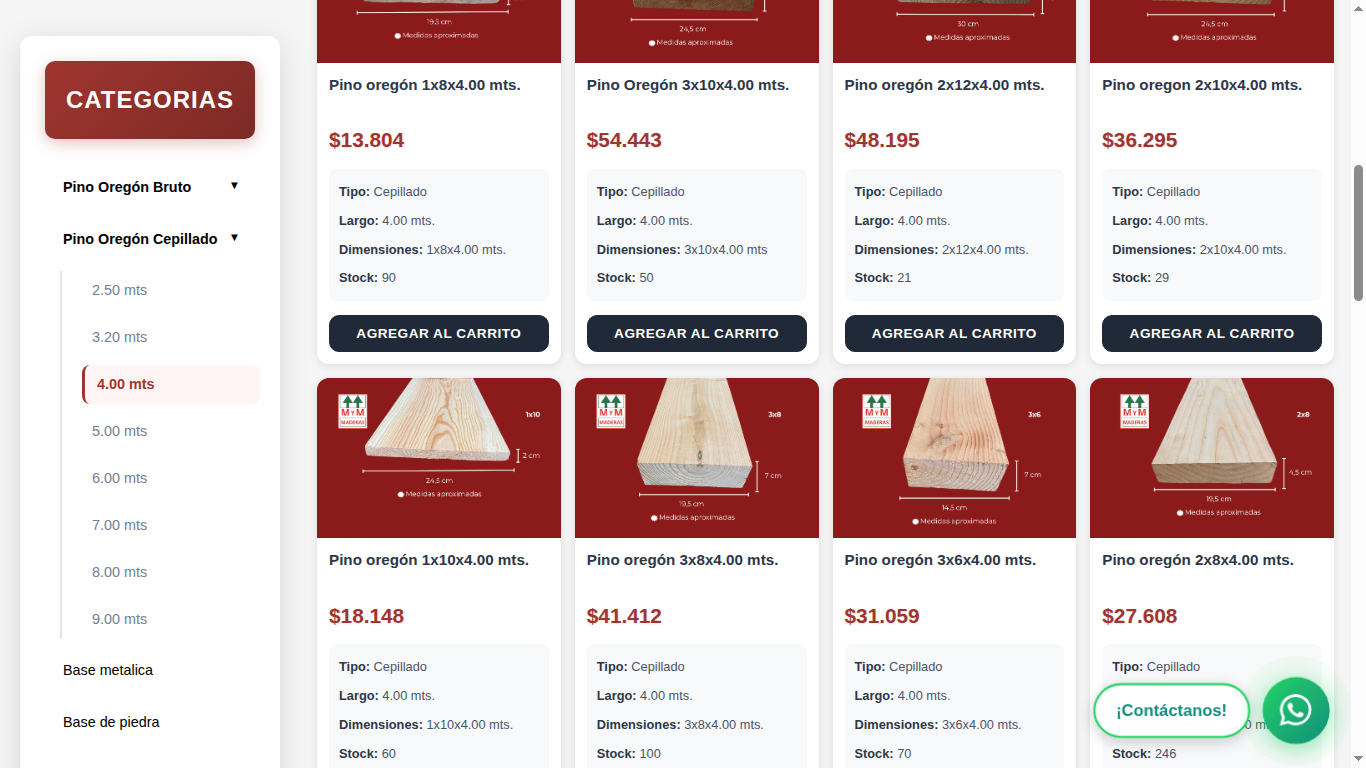 CATEGORIAS
Pino Oregón Bruto ▼
Pino Oregón Cepillado ▼
2.50 mts
3.20 mts
4.00 mts
5.00 mts
6.00 mts
7.00 mts
8.00 mts
9.00 mts
Base metalica
Base de piedra
19,5 cm
Medidas aproximadas
Pino oregón 1x8x4.00 mts.
$13.804
Tipo: Cepillado
Largo: 4.00 mts.
Dimensiones: 1x8x4.00 mts.
Stock: 90
AGREGAR AL CARRITO
24,5 cm
Medidas aproximadas
Pino Oregón 3x10x4.00 mts.
$54.443
Tipo: Cepillado
Largo: 4.00 mts.
Dimensiones: 3x10x4.00 mts
Stock: 50
AGREGAR AL CARRITO
30 cm
Medidas aproximadas
Pino oregón 2x12x4.00 mts.
$48.195
Tipo: Cepillado
Largo: 4.00 mts.
Dimensiones: 2x12x4.00 mts.
Stock: 21
AGREGAR AL CARRITO
24,5 cm
Medidas aproximadas
Pino oregon 2x10x4.00 mts.
$36.295
Tipo: Cepillado
Largo: 4.00 mts.
Dimensiones: 2x10x4.00 mts.
Stock: 29
AGREGAR AL CARRITO
MYM
MADERAS
1x10
2 cm
24,5 cm
Medidas aproximadas
Pino oregón 1x10x4.00 mts.
$18.148
Tipo: Cepillado
Largo: 4.00 mts.
Dimensiones: 1x10x4.00 mts.
Stock: 60
MYM
MADERAS
3x8
7 cm
19,5 cm
Medidas aproximadas
Pino oregón 3x8x4.00 mts.
$41.412
Tipo: Cepillado
Largo: 4.00 mts.
Dimensiones: 3x8x4.00 mts.
Stock: 100
MYM
MADERAS
3x6
7 cm
14,5 cm
Medidas aproximadas
Pino oregón 3x6x4.00 mts.
$31.059
Tipo: Cepillado
Largo: 4.00 mts.
Dimensiones: 3x6x4.00 mts.
Stock: 70
MYM
MADERAS
2x8
4,5 cm
19,5 cm
Medidas aproximadas
Pino oregón 2x8x4.00 mts.
$27.608
Tipo: Cepillado
Stock: 246
¡Contáctanos!